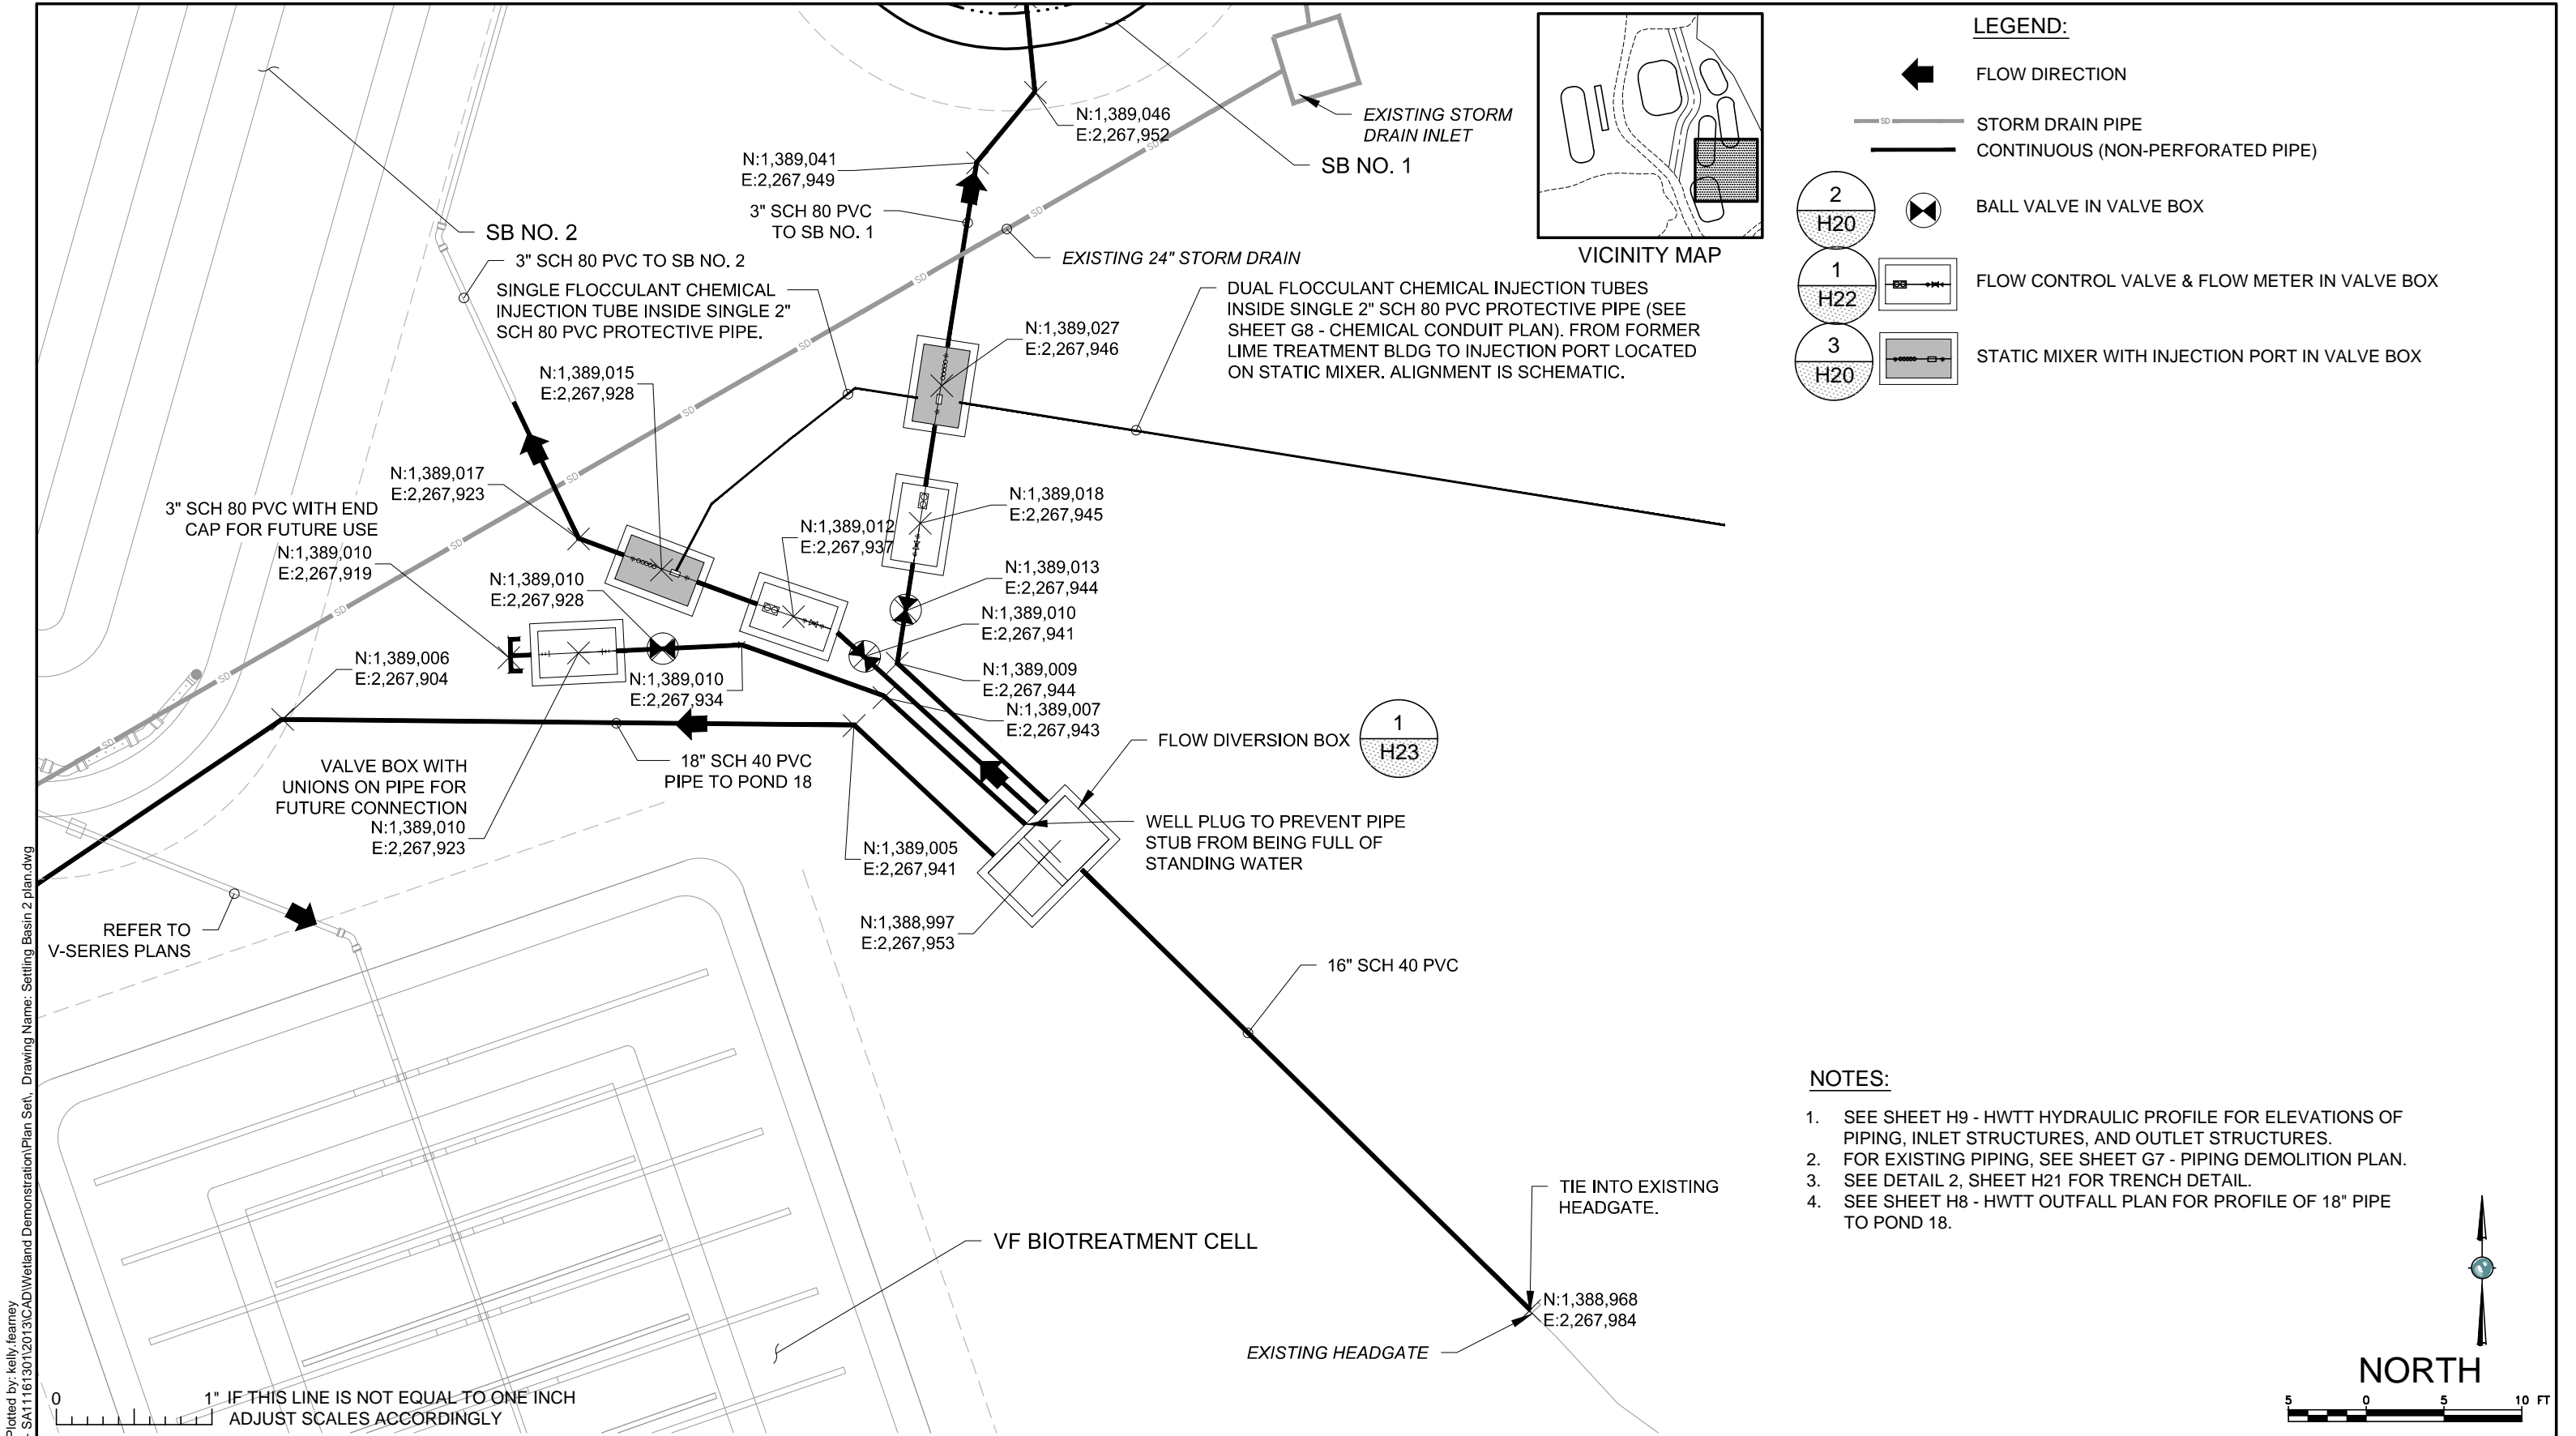 LEGEND:
FLOW DIRECTION
SD
STORM DRAIN PIPE
CONTINUOUS (NON-PERFORATED PIPE)
2
H20
BALL VALVE IN VALVE BOX
1
H22
FLOW CONTROL VALVE & FLOW METER IN VALVE BOX
3
H20
STATIC MIXER WITH INJECTION PORT IN VALVE BOX
VICINITY MAP
EXISTING STORM
DRAIN INLET
SB NO. 1
N:1,389,046
E:2,267,952
SD
N:1,389,041
E:2,267,949
3" SCH 80 PVC
TO SB NO. 1
SD
EXISTING 24" STORM DRAIN
SB NO. 2
3" SCH 80 PVC TO SB NO. 2
SD
SINGLE FLOCCULANT CHEMICAL
INJECTION TUBE INSIDE SINGLE 2"
SCH 80 PVC PROTECTIVE PIPE.
DUAL FLOCCULANT CHEMICAL INJECTION TUBES
INSIDE SINGLE 2" SCH 80 PVC PROTECTIVE PIPE (SEE
SHEET G8 - CHEMICAL CONDUIT PLAN). FROM FORMER
LIME TREATMENT BLDG TO INJECTION PORT LOCATED
ON STATIC MIXER. ALIGNMENT IS SCHEMATIC.
N:1,389,027
E:2,267,946
SD
N:1,389,015
E:2,267,928
SD
N:1,389,017
E:2,267,923
SD
3" SCH 80 PVC WITH END
CAP FOR FUTURE USE
N:1,389,010
E:2,267,919
SD
N:1,389,018
E:2,267,945
N:1,389,012
E:2,267,937
N:1,389,013
E:2,267,944
N:1,389,010
E:2,267,928
SD
N:1,389,010
E:2,267,941
N:1,389,006
E:2,267,904
SD
N:1,389,010
E:2,267,934
N:1,389,009
E:2,267,944
N:1,389,007
E:2,267,943
SD
FLOW DIVERSION BOX
1
H23
18" SCH 40 PVC
PIPE TO POND 18
VALVE BOX WITH
UNIONS ON PIPE FOR
FUTURE CONNECTION
N:1,389,010
E:2,267,923
WELL PLUG TO PREVENT PIPE
STUB FROM BEING FULL OF
STANDING WATER
N:1,389,005
E:2,267,941
N:1,388,997
E:2,267,953
REFER TO
V-SERIES PLANS
16" SCH 40 PVC
NOTES:
1. SEE SHEET H9 - HWTT HYDRAULIC PROFILE FOR ELEVATIONS OF
PIPING, INLET STRUCTURES, AND OUTLET STRUCTURES.
2. FOR EXISTING PIPING, SEE SHEET G7 - PIPING DEMOLITION PLAN.
3. SEE DETAIL 2, SHEET H21 FOR TRENCH DETAIL.
4. SEE SHEET H8 - HWTT OUTFALL PLAN FOR PROFILE OF 18" PIPE
TO POND 18.
TIE INTO EXISTING
HEADGATE.
VF BIOTREATMENT CELL
N:1,388,968
E:2,267,984
EXISTING HEADGATE
NORTH
5 0 5 10 FT
0 1" IF THIS LINE IS NOT EQUAL TO ONE INCH
ADJUST SCALES ACCORDINGLY
Plotted by: kelly.fearney
- SA11161301\2013\CAD\Wetland Demonstration\Plan Set\, Drawing Name: Settling Basin 2 plan.dwg